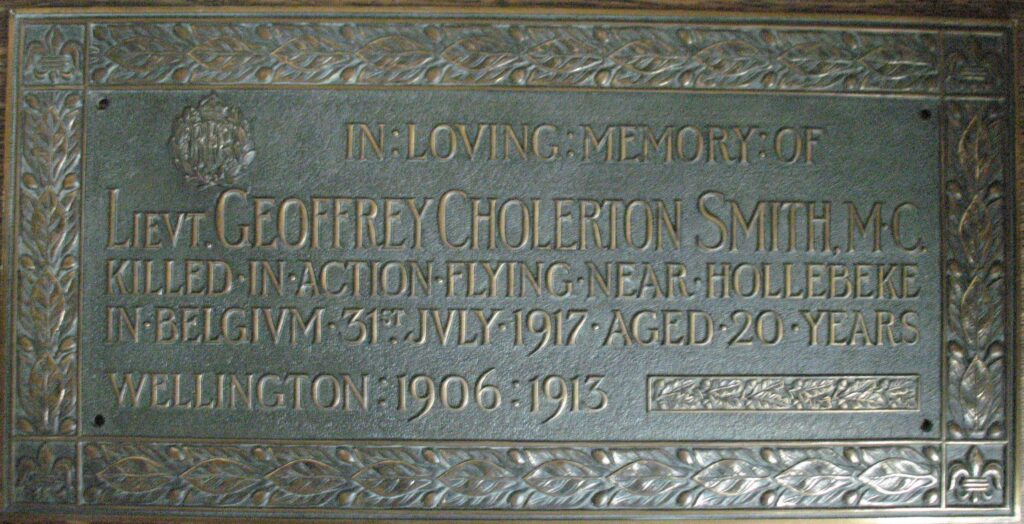 IN:LOVING:MEMORY:OF
LIEVT. GEOFFREY CHOLERTON SMITH, M.C.
KILLED·IN·ACTION·FLYING·NEAR·HOLLEBEKE
IN·BELGIVM·31ST JVLY·1917·AGED·20·YEARS
WELLINGTON:1906:1913